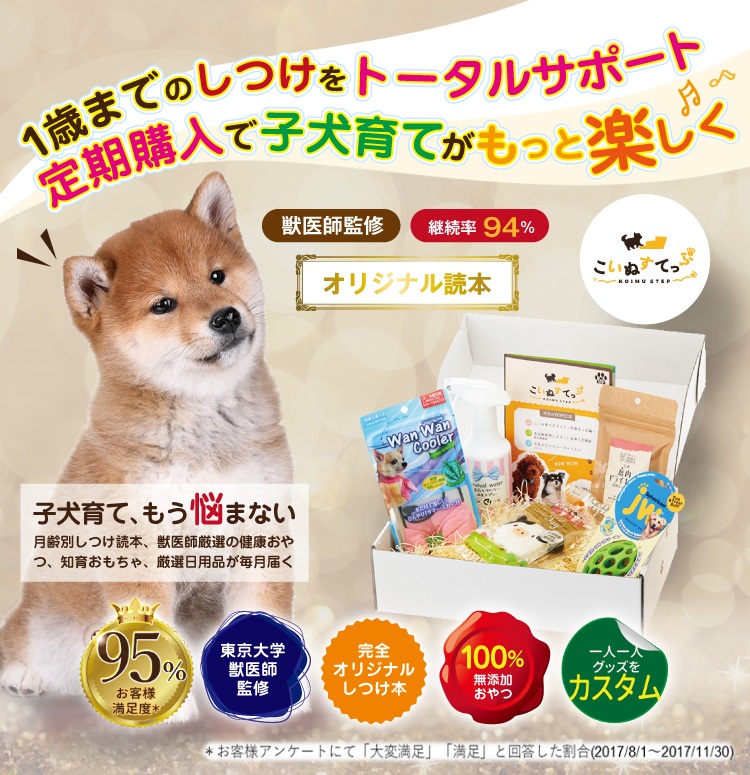 1歳までのしつけをトータルサポート
定期購入で子犬育てがもっと楽しく
獣医師監修
継続率 94%
オリジナル読本
こいぬすてっぷ
KOINU STEP
こいぬすてっぷ
Wan Wan
Cooler
子犬育て、もう悩まない
月齢別しつけ読本、獣医師厳選の健康おや
つ、知育おもちゃ、厳選日用品が毎月届く
95%
お客様
満足度*
東京大学
獣医師
監修
完全
オリジナル
しつけ本
100%
無添加
おやつ
一人一人
グッズを
カスタム
*お客様アンケートにて「大変満足」「満足」と回答した割合(2017/8/1～2017/11/30)